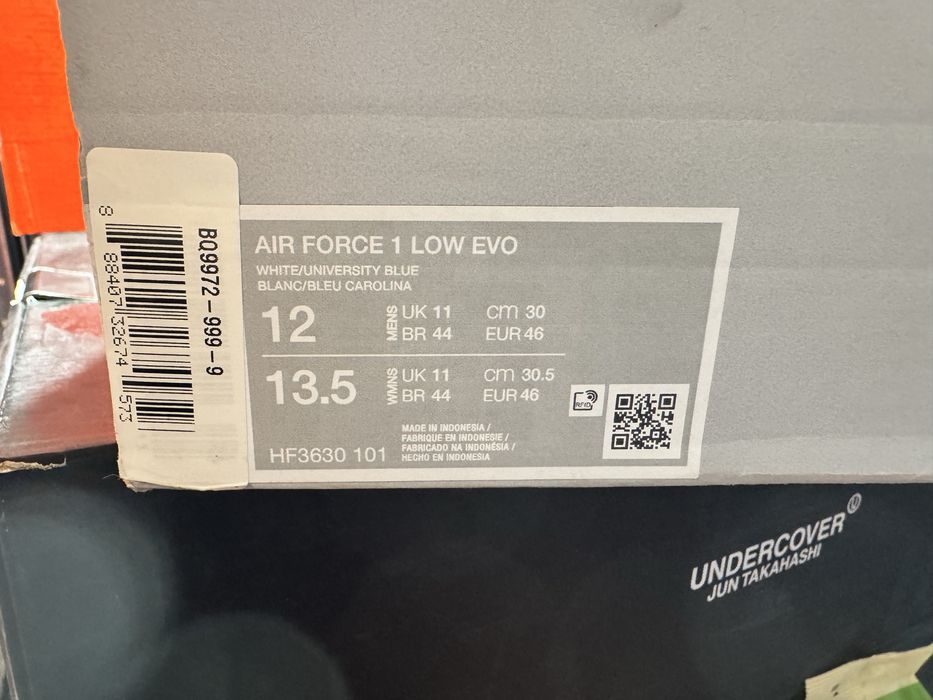 8 88407 32674 573
BQ9972-999-9
AIR FORCE 1 LOW EVO
WHITE/UNIVERSITY BLUE
BLANC/BLEU CAROLINA
12 MENS UK 11 cm 30
BR 44 EUR 46
13.5 WMNS UK 11 cm 30.5
BR 44 EUR 46
RFID
HF3630 101
MADE IN INDONESIA /
FABRIQUE EN INDONESIE /
FABRICADO NA INDONÉSIA /
HECHO EN INDONESIA
UNDERCOVER
JUN TAKAHASHI